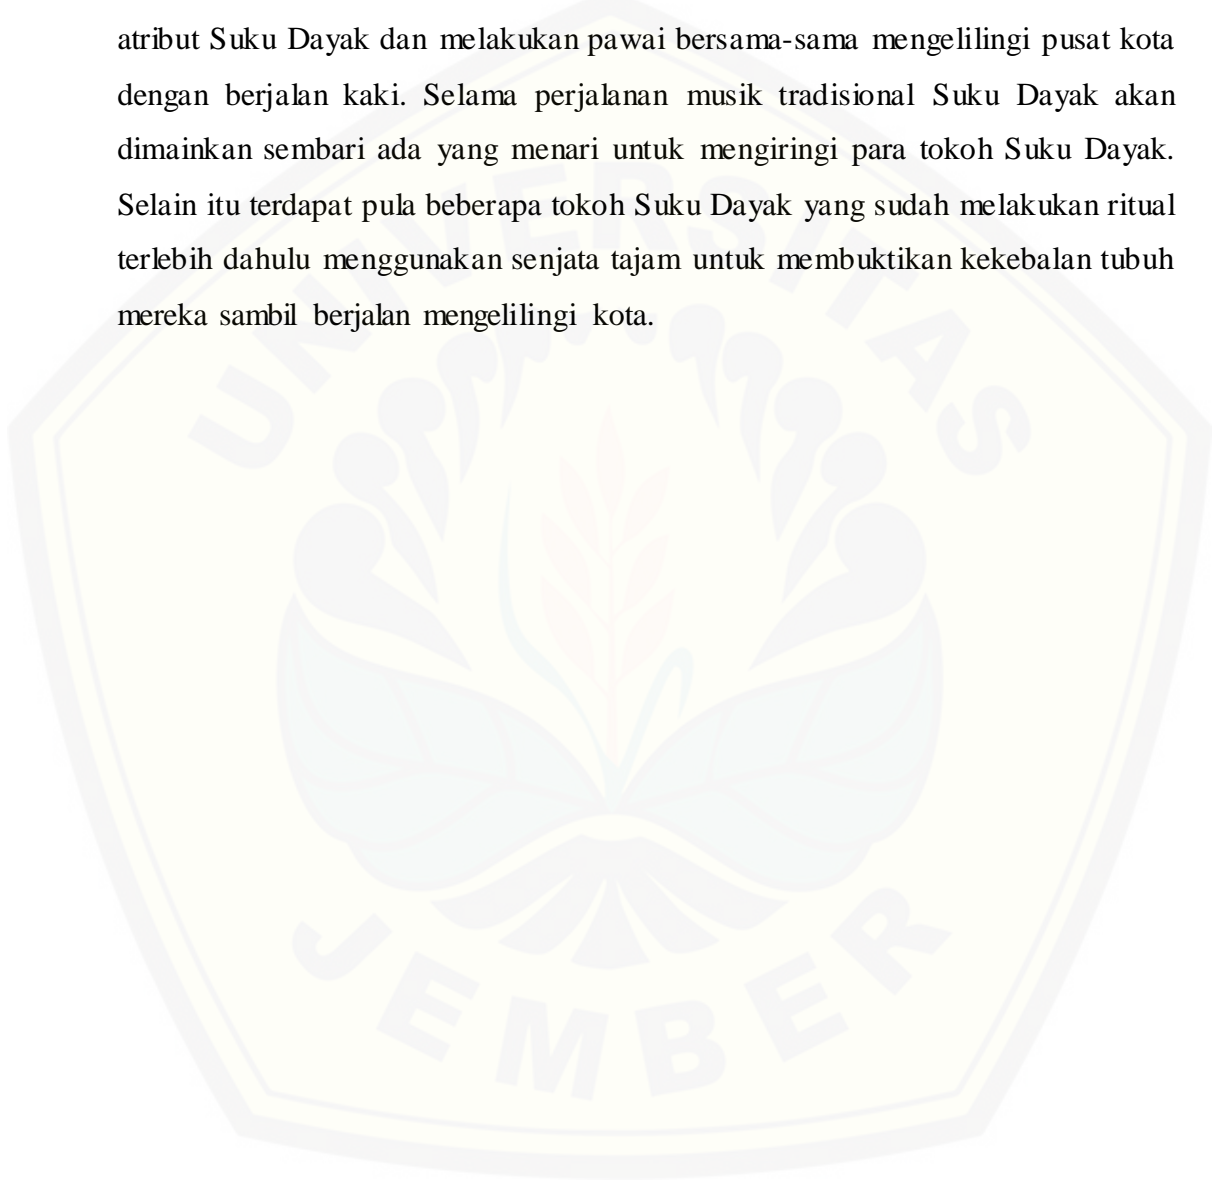 atribut Suku Dayak dan melakukan pawai bersama-sama mengelilingi pusat kota
dengan berjalan kaki. Selama perjalanan musik tradisional Suku Dayak akan
dimainkan sembari ada yang menari untuk mengiringi para tokoh Suku Dayak.
Selain itu terdapat pula beberapa tokoh Suku Dayak yang sudah melakukan ritual
terlebih dahulu menggunakan senjata tajam untuk membuktikan kekebalan tubuh
mereka sambil berjalan mengelilingi kota.
UNIVERSITAS
JEMBER